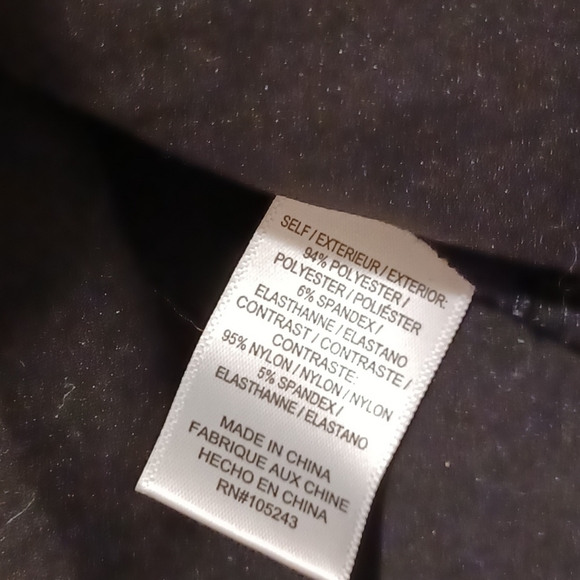 SELF / EXTERIEUR / EXTERIOR:
94% POLYESTER /
POLYESTER / POLIÉSTER
6% SPANDEX /
ELASTHANNE / ELASTANO
CONTRAST / CONTRASTE /
CONTRASTE:
95% NYLON / NYLON / NYLON
5% SPANDEX /
ELASTHANNE / ELASTANO
MADE IN CHINA
FABRIQUE AUX CHINE
HECHO EN CHINA
RN#105243